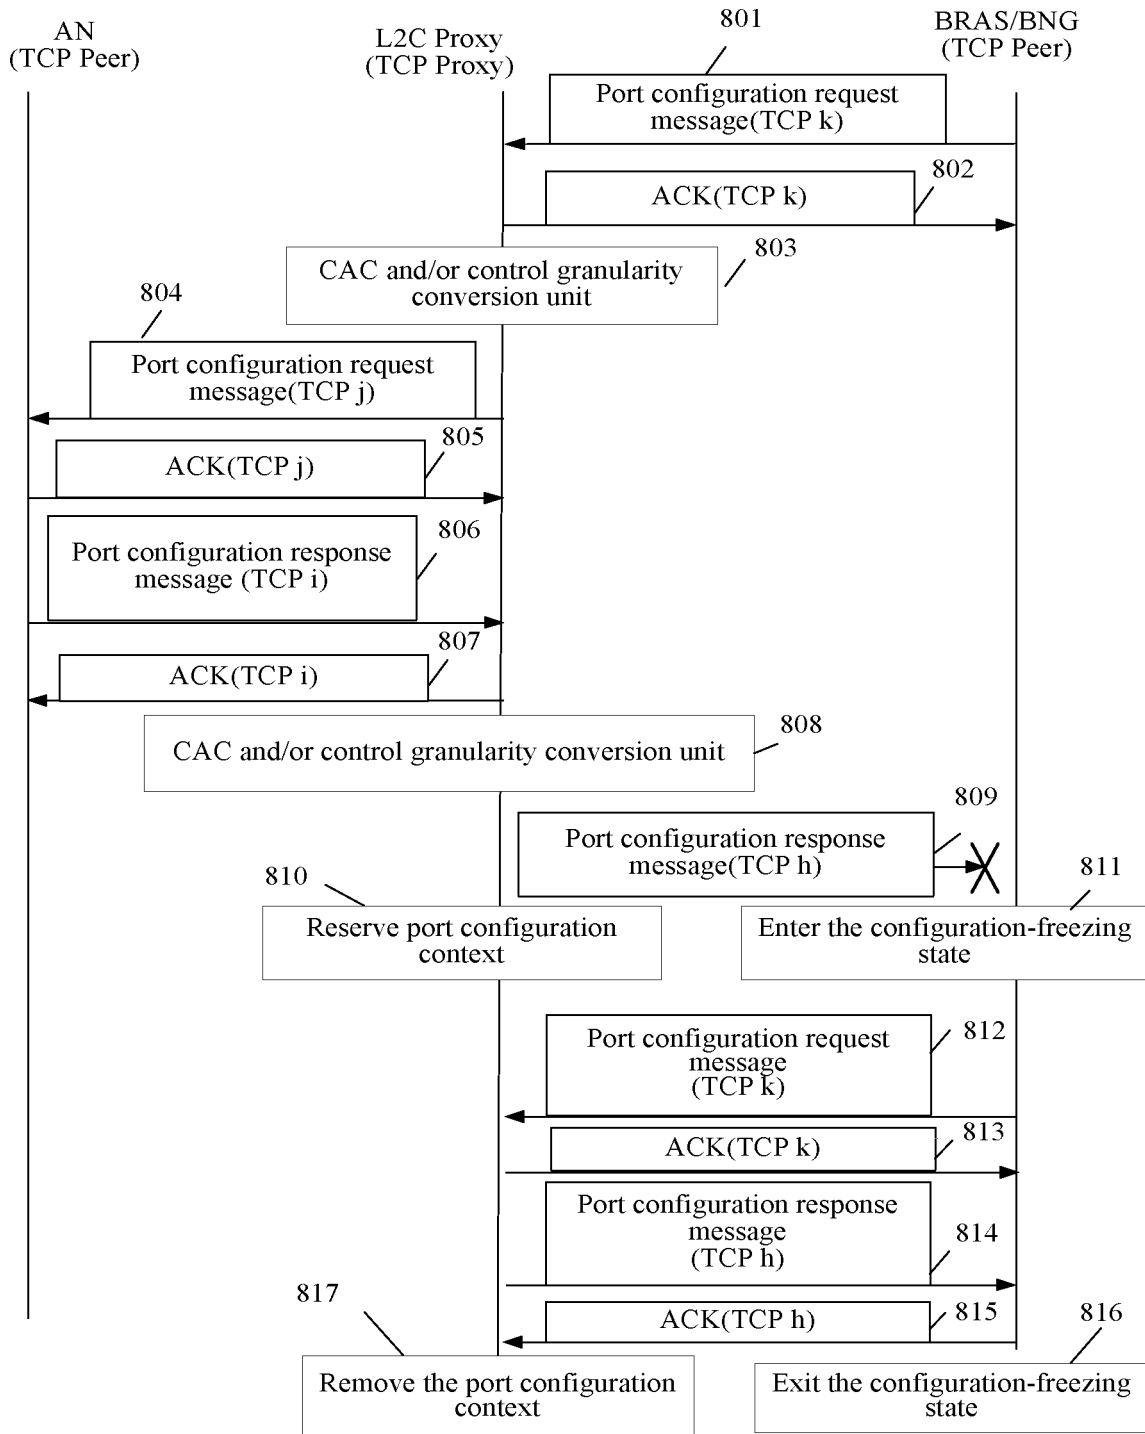 AN
(TCP Peer)
L2C Proxy
(TCP Proxy)
801
BRAS/BNG
(TCP Peer)
Port configuration request
message(TCP k)
802
ACK(TCP k)
803
CAC and/or control granularity
conversion unit
804
Port configuration request
message(TCP j)
805
ACK(TCP j)
806
Port configuration response
message (TCP i)
807
ACK(TCP i)
808
CAC and/or control granularity conversion unit
809
Port configuration response
message(TCP h)
810
811
Reserve port configuration
context
Enter the configuration-freezing
state
812
Port configuration request
message
(TCP k)
813
ACK(TCP k)
Port configuration response
message
(TCP h)
814
817
ACK(TCP h)
815
816
Remove the port configuration
context
Exit the configuration-freezing
state